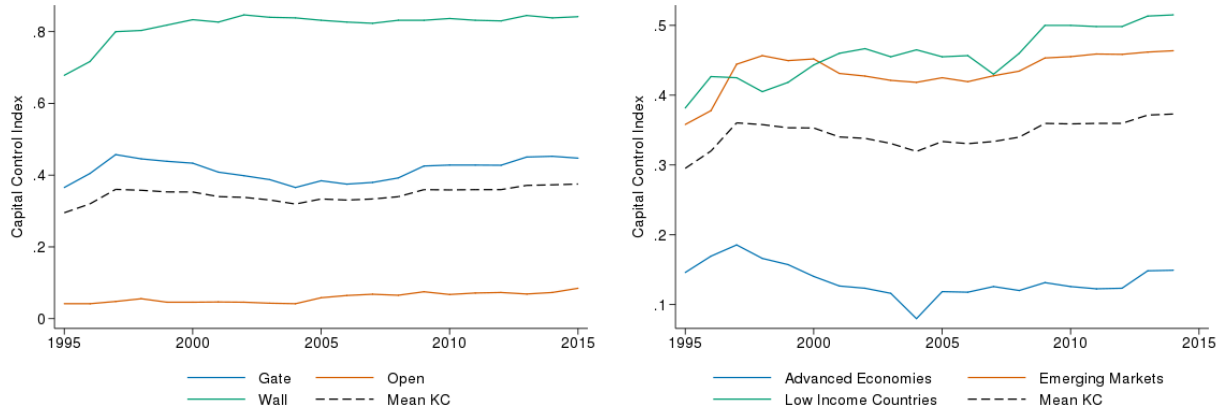 Capital Control Index
.8
.6
.4
.2
0
1995 2000 2005 2010 2015
Gate Open
Wall Mean KC
Capital Control Index
.5
.4
.3
.2
.1
1995 2000 2005 2010 2015
Advanced Economies Emerging Markets
Low Income Countries Mean KC